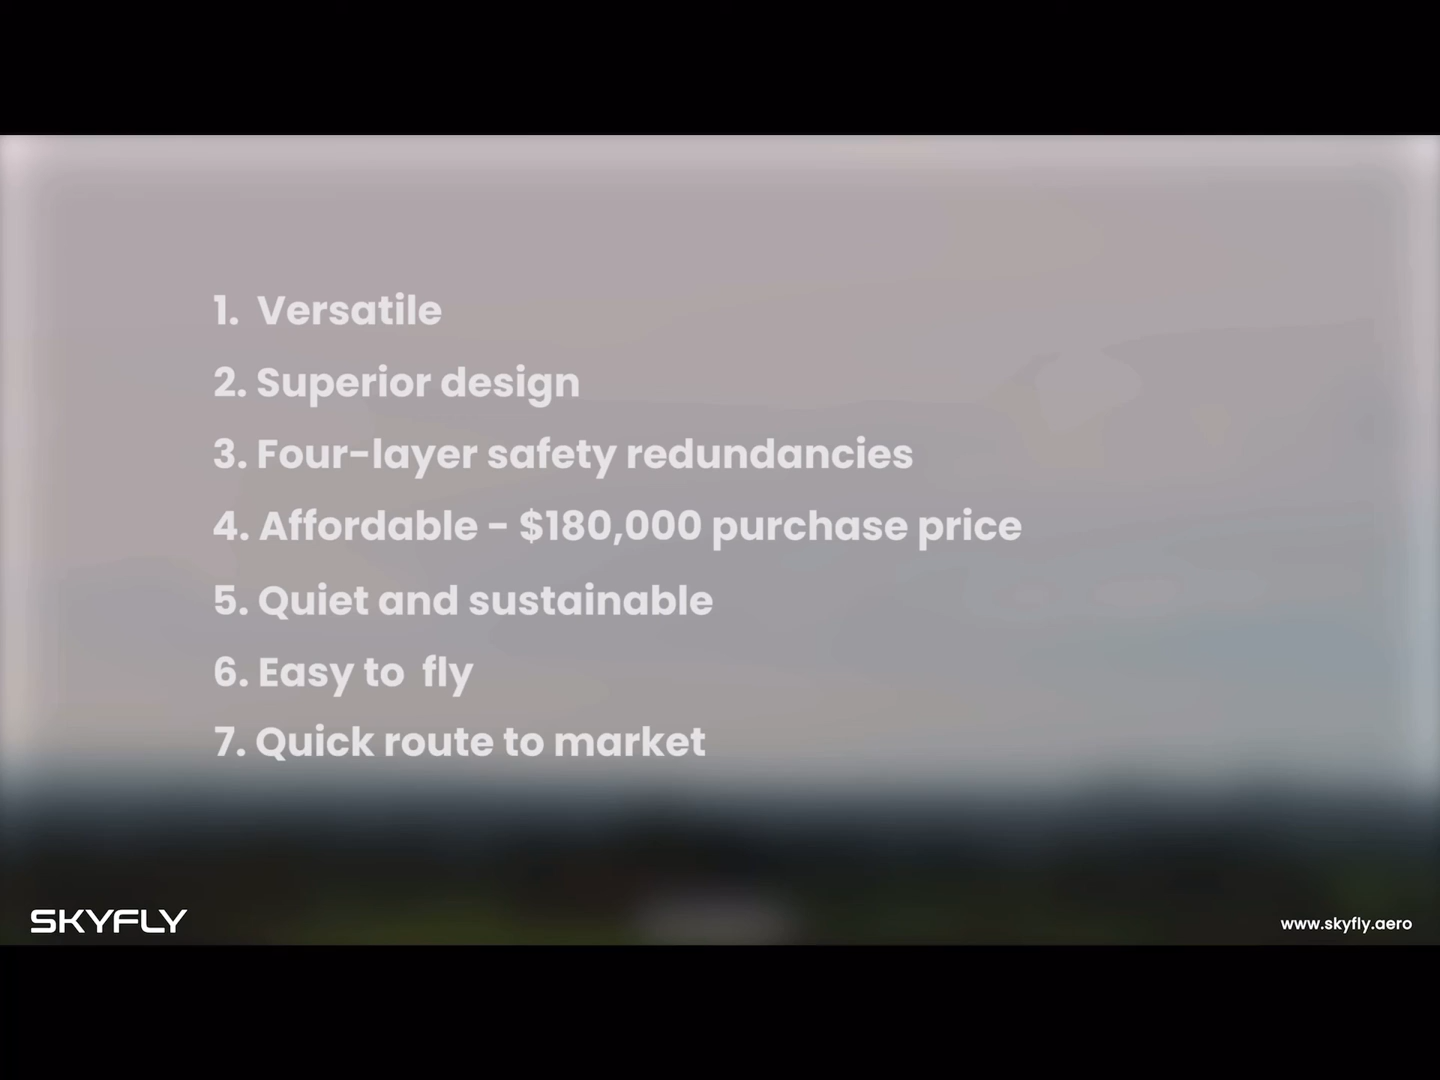 1. Versatile
2. Superior design
3. Four-layer safety redundancies
4. Affordable - $180,000 purchase price
5. Quiet and sustainable
6. Easy to fly
7. Quick route to market
SKYFLY
www.skyfly.aero